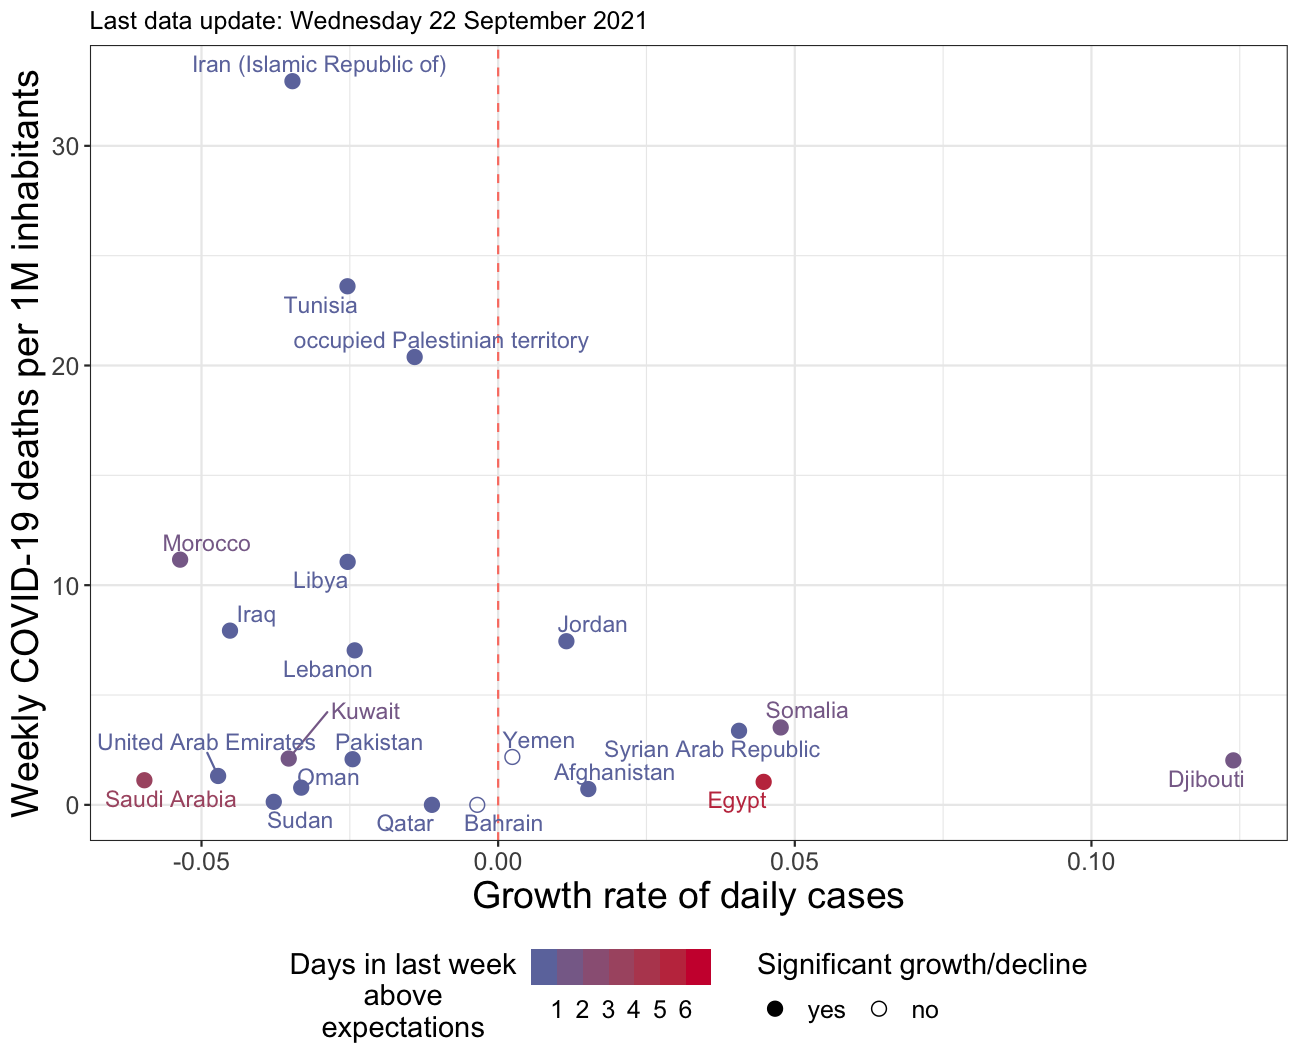 Last data update: Wednesday 22 September 2021
Weekly COVID-19 deaths per 1M inhabitants
30
20
10
0
Iran (Islamic Republic of)
Tunisia
occupied Palestinian territory
Morocco
Libya
Iraq
Jordan
Lebanon
Kuwait
Somalia
United Arab Emirates
Pakistan
Yemen
Syrian Arab Republic
Oman
Afghanistan
Djibouti
Saudi Arabia
Egypt
Sudan
Qatar
Bahrain
-0.05
0.00
0.05
0.10
Growth rate of daily cases
Days in last week
above
expectations
1 2 3 4 5 6
Significant growth/decline
yes
no